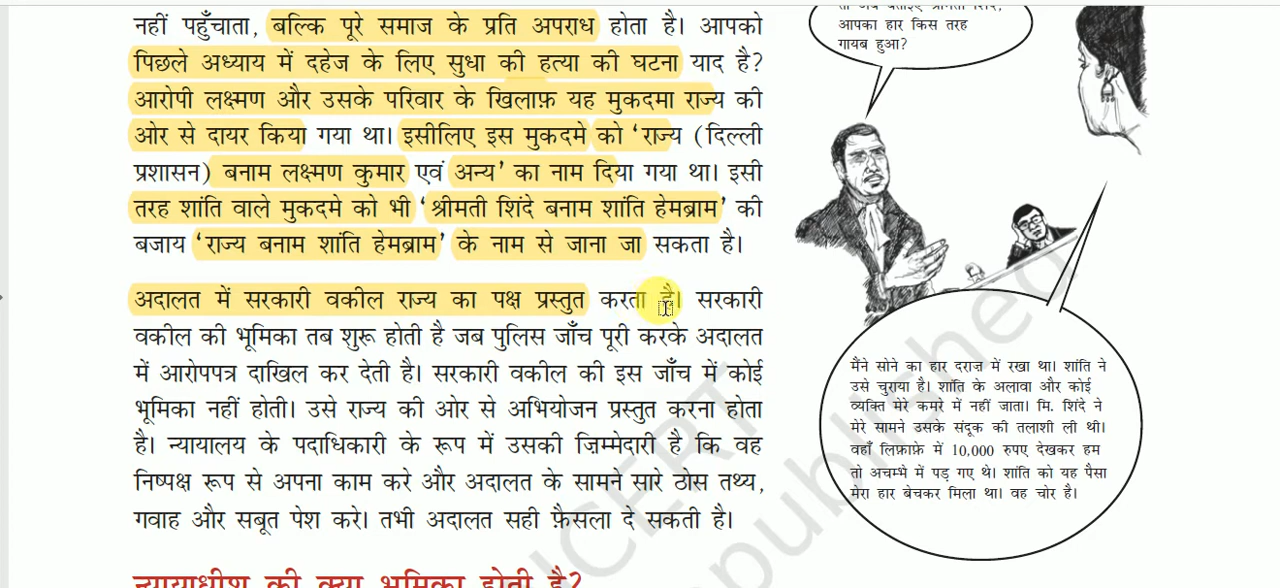 नहीं पहुँचाता, बल्कि पूरे समाज के प्रति अपराध होता है। आपको
पिछले अध्याय में दहेज के लिए सुधा की हत्या की घटना याद है?
आरोपी लक्ष्मण और उसके परिवार के खिलाफ़ यह मुकदमा राज्य की
ओर से दायर किया गया था। इसीलिए इस मुकदमे को ‘राज्य (दिल्ली
प्रशासन) बनाम लक्ष्मण कुमार एवं अन्य’ का नाम दिया गया था। इसी
तरह शांति वाले मुकदमे को भी ‘श्रीमती शिंदे बनाम शांति हेमब्राम’ की
बजाय ‘राज्य बनाम शांति हेमब्राम’ के नाम से जाना जा सकता है।
अदालत में सरकारी वकील राज्य का पक्ष प्रस्तुत करता है। सरकारी
वकील की भूमिका तब शुरू होती है जब पुलिस जाँच पूरी करके अदालत
में आरोपपत्र दाखिल कर देती है। सरकारी वकील की इस जाँच में कोई
भूमिका नहीं होती। उसे राज्य की ओर से अभियोजन प्रस्तुत करना होता
है। न्यायालय के पदाधिकारी के रूप में उसकी ज़िम्मेदारी है कि वह
निष्पक्ष रूप से अपना काम करे और अदालत के सामने सारे ठोस तथ्य,
गवाह और सबूत पेश करे। तभी अदालत सही फ़ैसला दे सकती है।
न्यायाधीश की क्या भूमिका होती है?
आपका हार किस तरह
गायब हुआ?
मैंने सोने का हार दराज़ में रखा था। शांति ने
उसे चुराया है। शांति के अलावा और कोई
व्यक्ति मेरे कमरे में नहीं जाता। मि. शिंदे ने
मेरे सामने उसके संदूक की तलाशी ली थी।
वहाँ लिफ़ाफ़े में 10,000 रुपए देखकर हम
तो अचम्भे में पड़ गए थे। शांति को यह पैसा
मेरा हार बेचकर मिला था। वह चोर है।
NCERT
republished